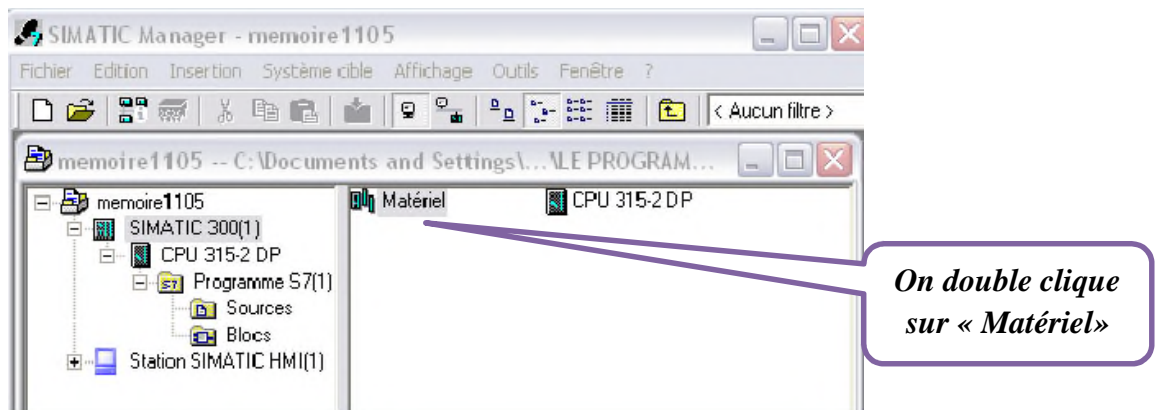 SIMATIC Manager - memoire1105
Fichier Edition Insertion Système cible Affichage Outils Fenêtre ?
< Aucun filtre >
memoire1105 -- C:\Documents and Settings\...\LE PROGRAM...
memoire1105
SIMATIC 300(1)
CPU 315-2 DP
Programme S7(1)
Sources
Blocs
Station SIMATIC HMI(1)
Matériel
CPU 315-2 DP
On double clique
sur « Matériel»